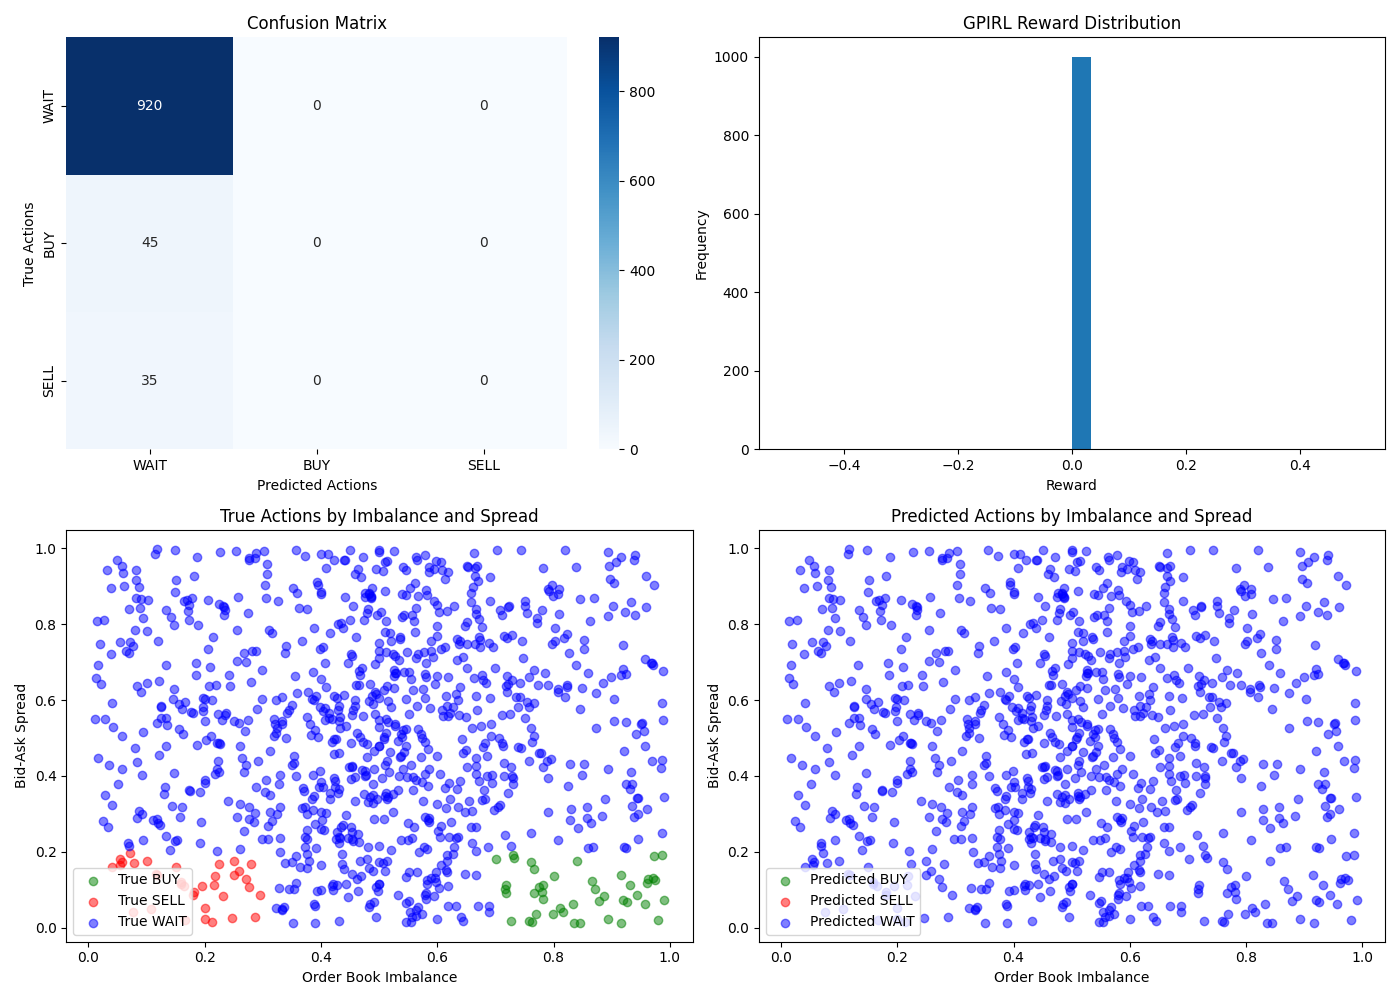 Confusion Matrix
WAIT
BUY
SELL
True Actions
920 0 0
45 0 0
35 0 0
WAIT BUY SELL
Predicted Actions
800
600
400
200
0
GPIRL Reward Distribution
1000
800
600
400
200
0
Frequency
−0.4 −0.2 0.0 0.2 0.4
Reward
True Actions by Imbalance and Spread
1.0
0.8
0.6
0.4
0.2
0.0
Bid-Ask Spread
True BUY
True SELL
True WAIT
0.0 0.2 0.4 0.6 0.8 1.0
Order Book Imbalance
Predicted Actions by Imbalance and Spread
1.0
0.8
0.6
0.4
0.2
0.0
Bid-Ask Spread
Predicted BUY
Predicted SELL
Predicted WAIT
0.0 0.2 0.4 0.6 0.8 1.0
Order Book Imbalance